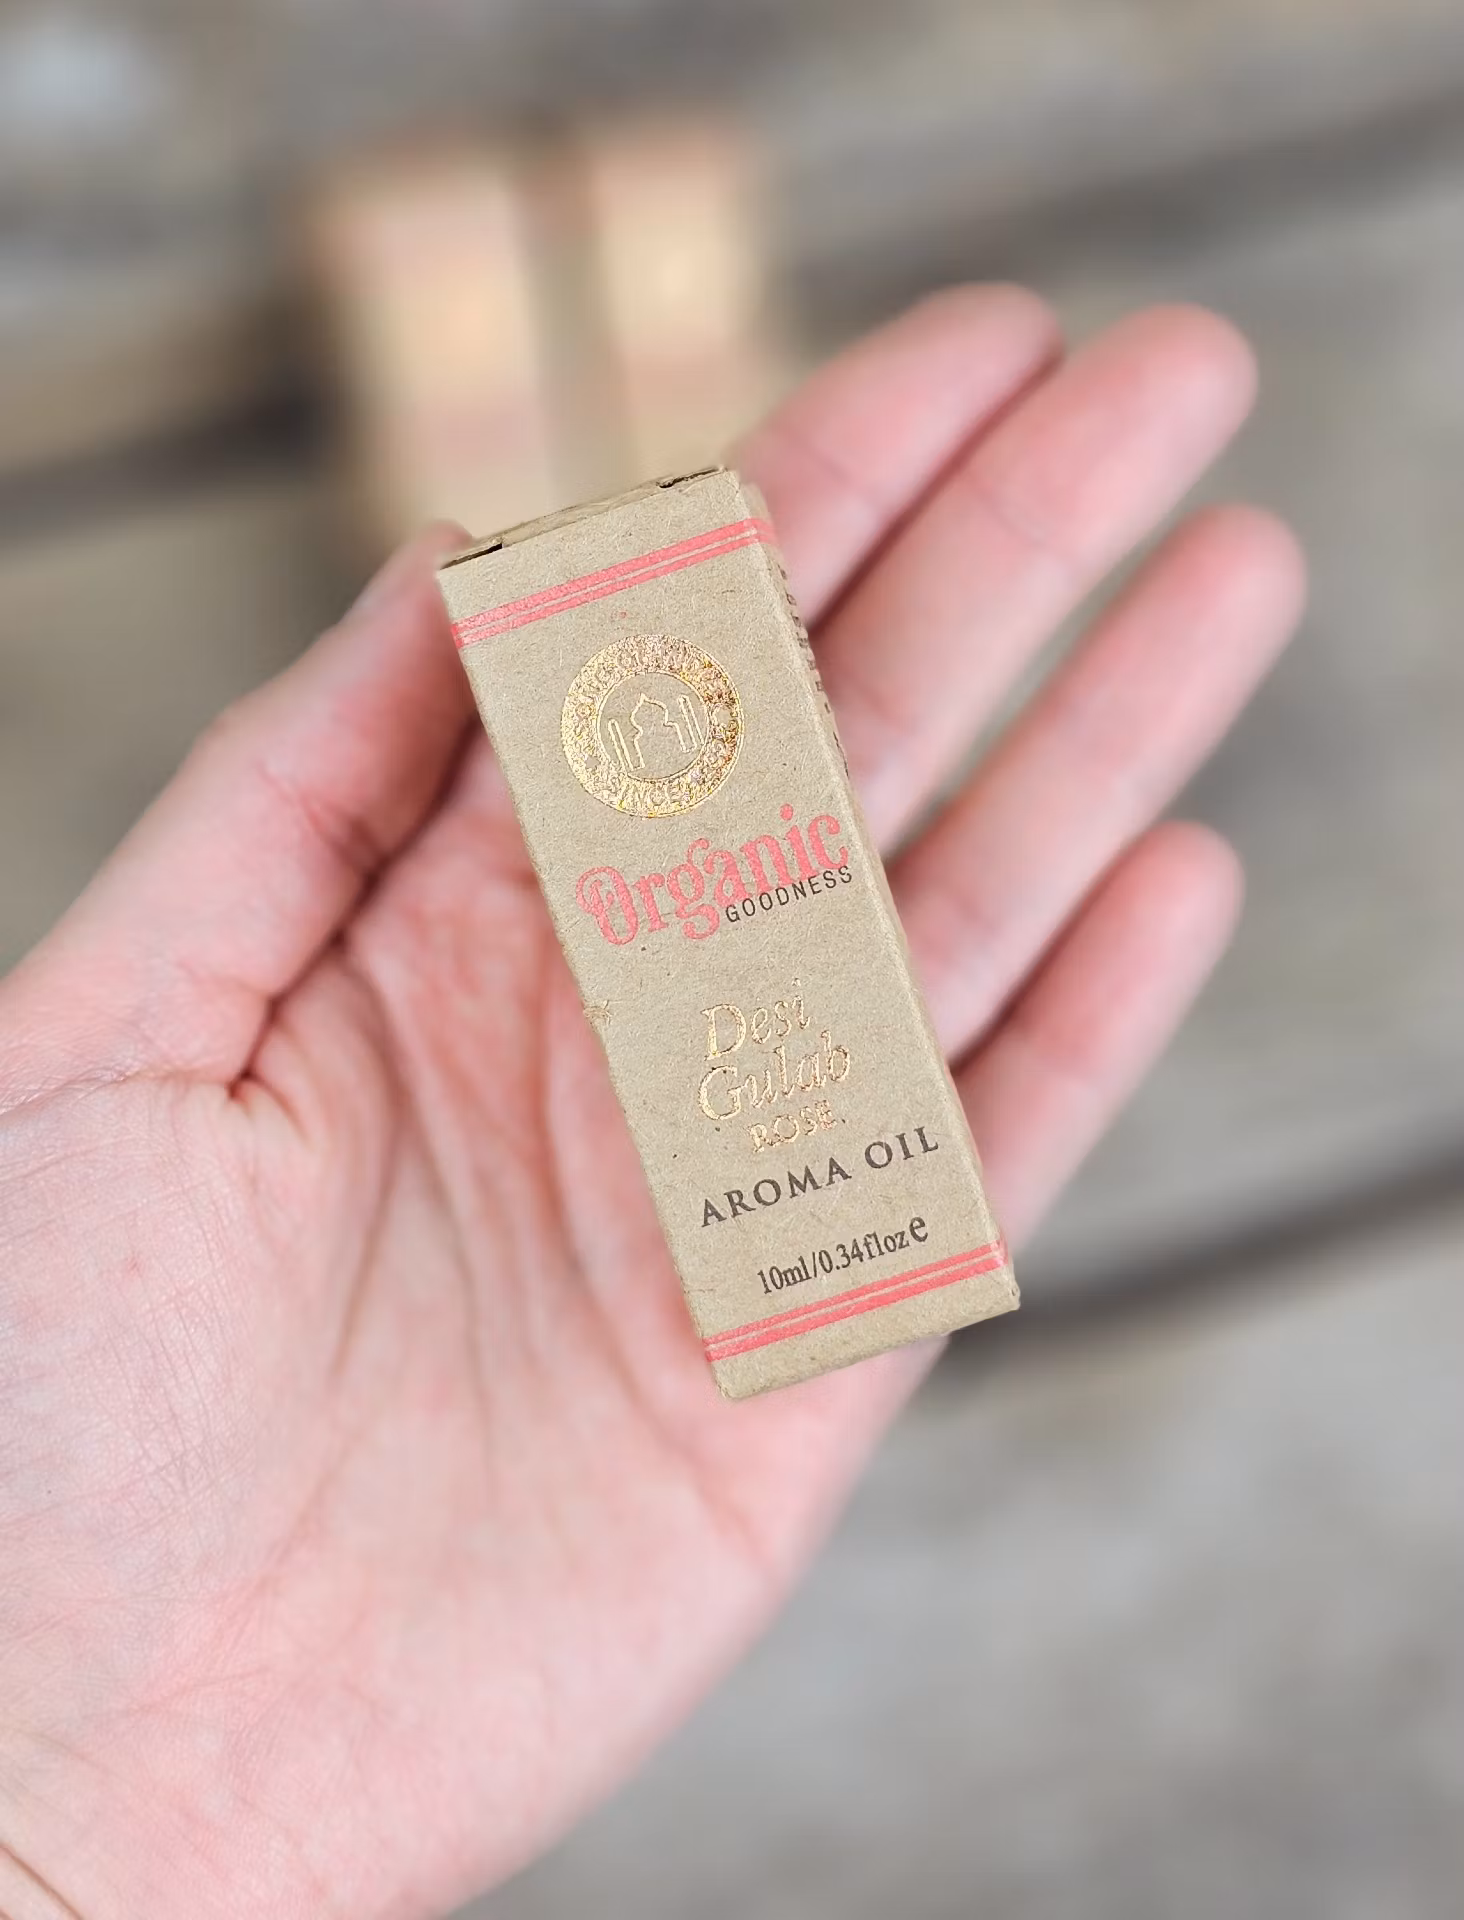 SINCE
Organic
GOODNESS
Desi
Gulab
ROSE
AROMA OIL
10ml/0.34floz e